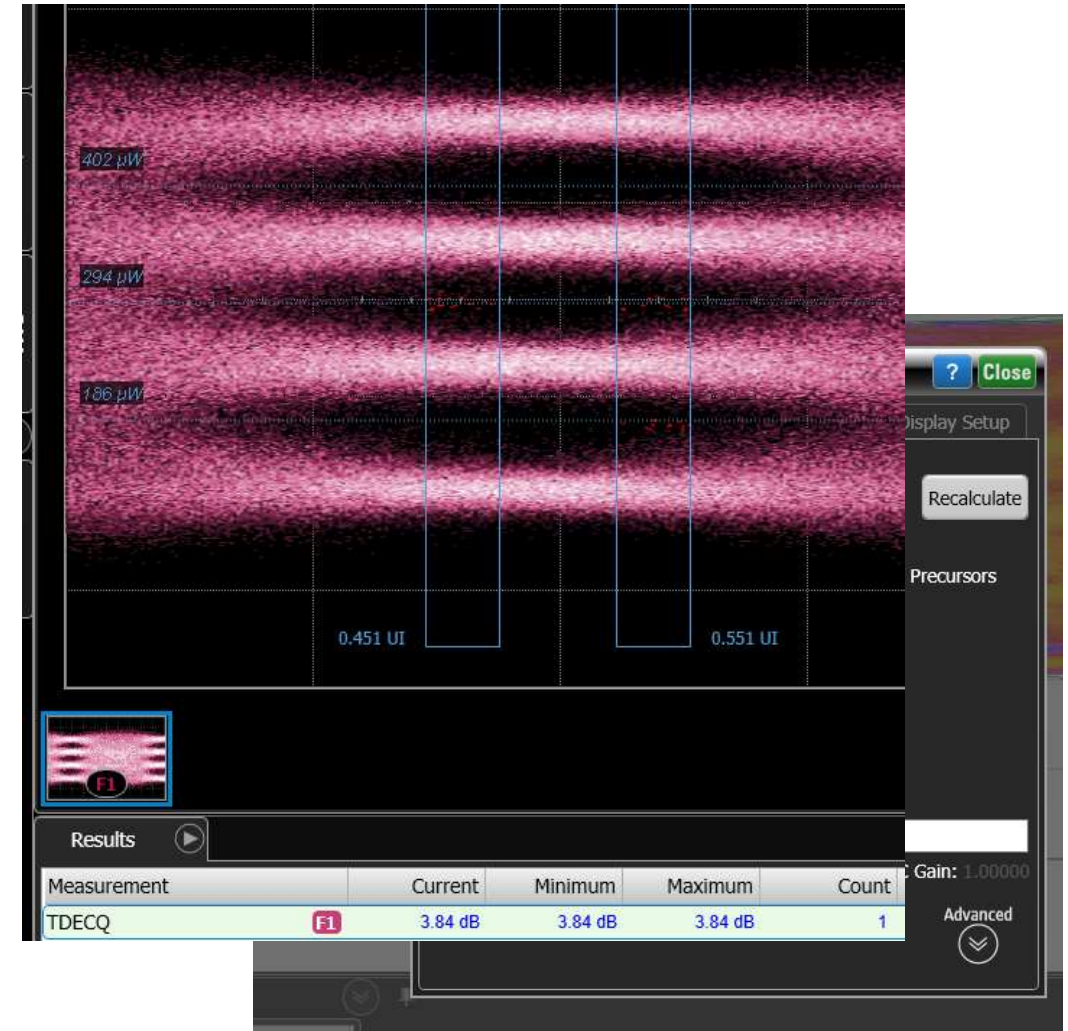 402 µW
294 µW
186 µW
0.451 UI 0.551 UI
F1
Results
Measurement Current Minimum Maximum Count
TDECQ F1 3.84 dB 3.84 dB 3.84 dB 1
? Close
Display Setup
Recalculate
Precursors
Gain: 1.00000
Advanced